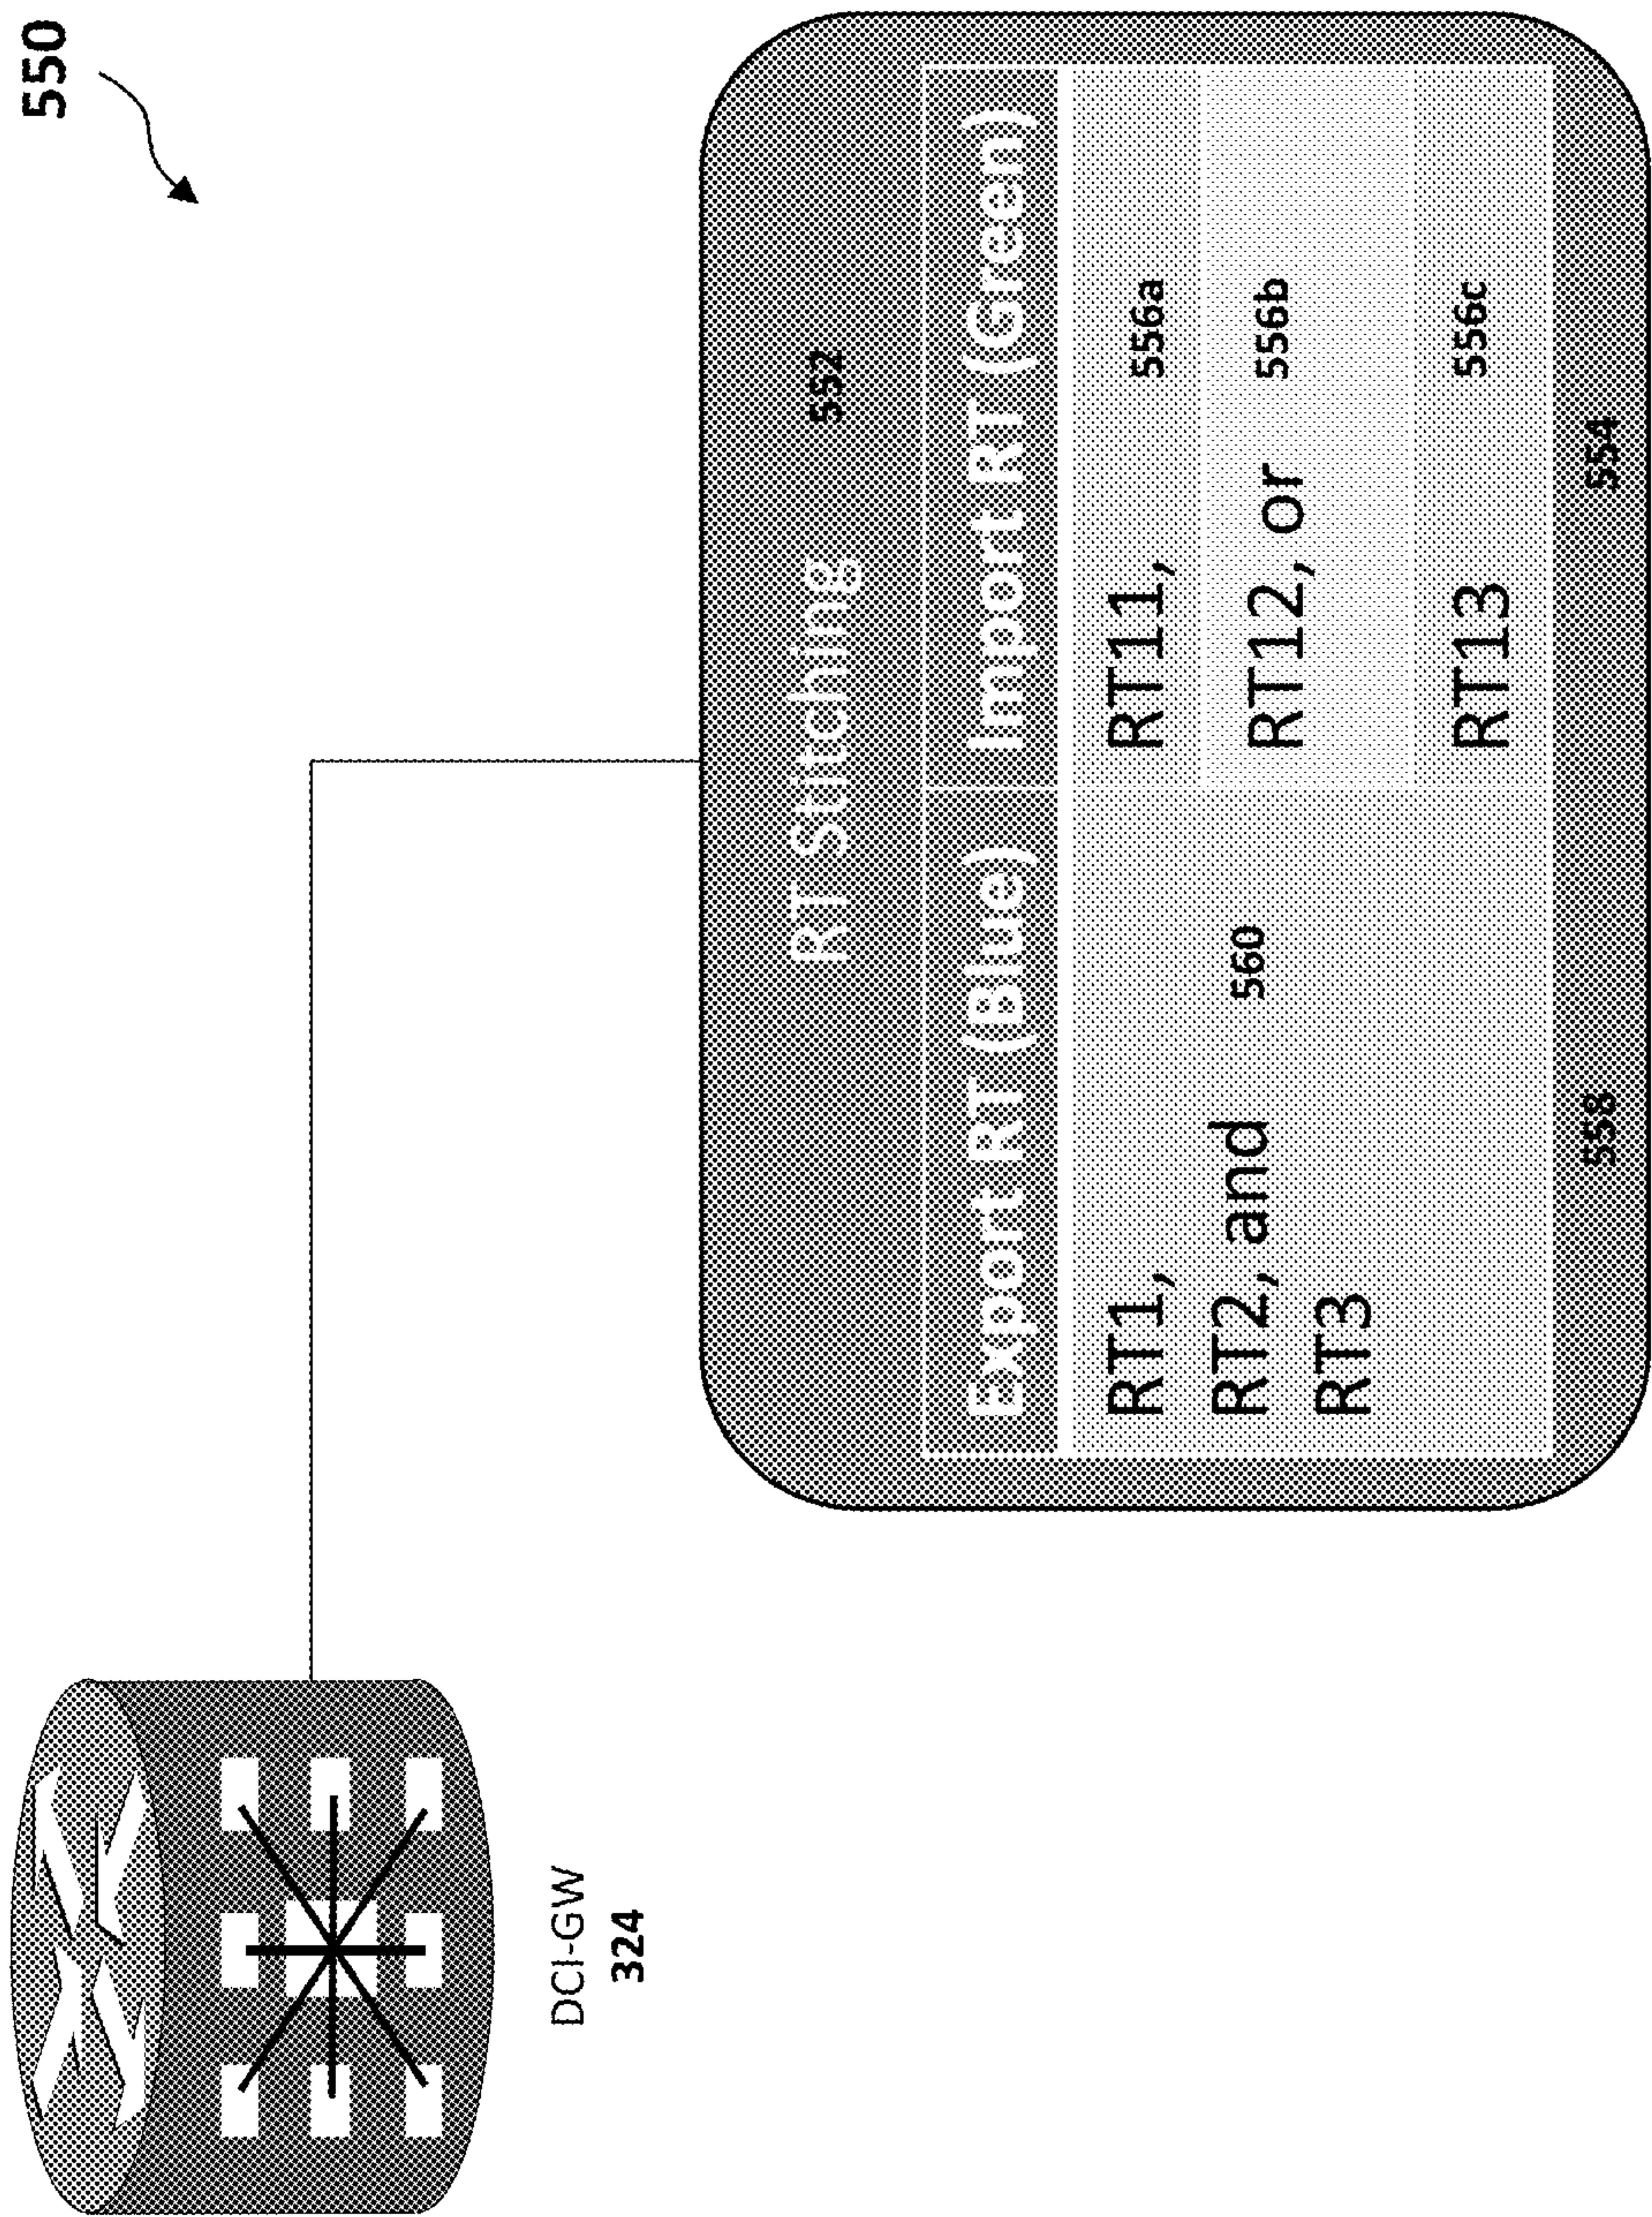 550
DCI-GW
324
RT Stitching 552
Export RT (Blue) Import RT (Green)
RT1,
RT2, and 560
RT3
RT11, 556a
RT12, or 556b
RT13 556c
558 554